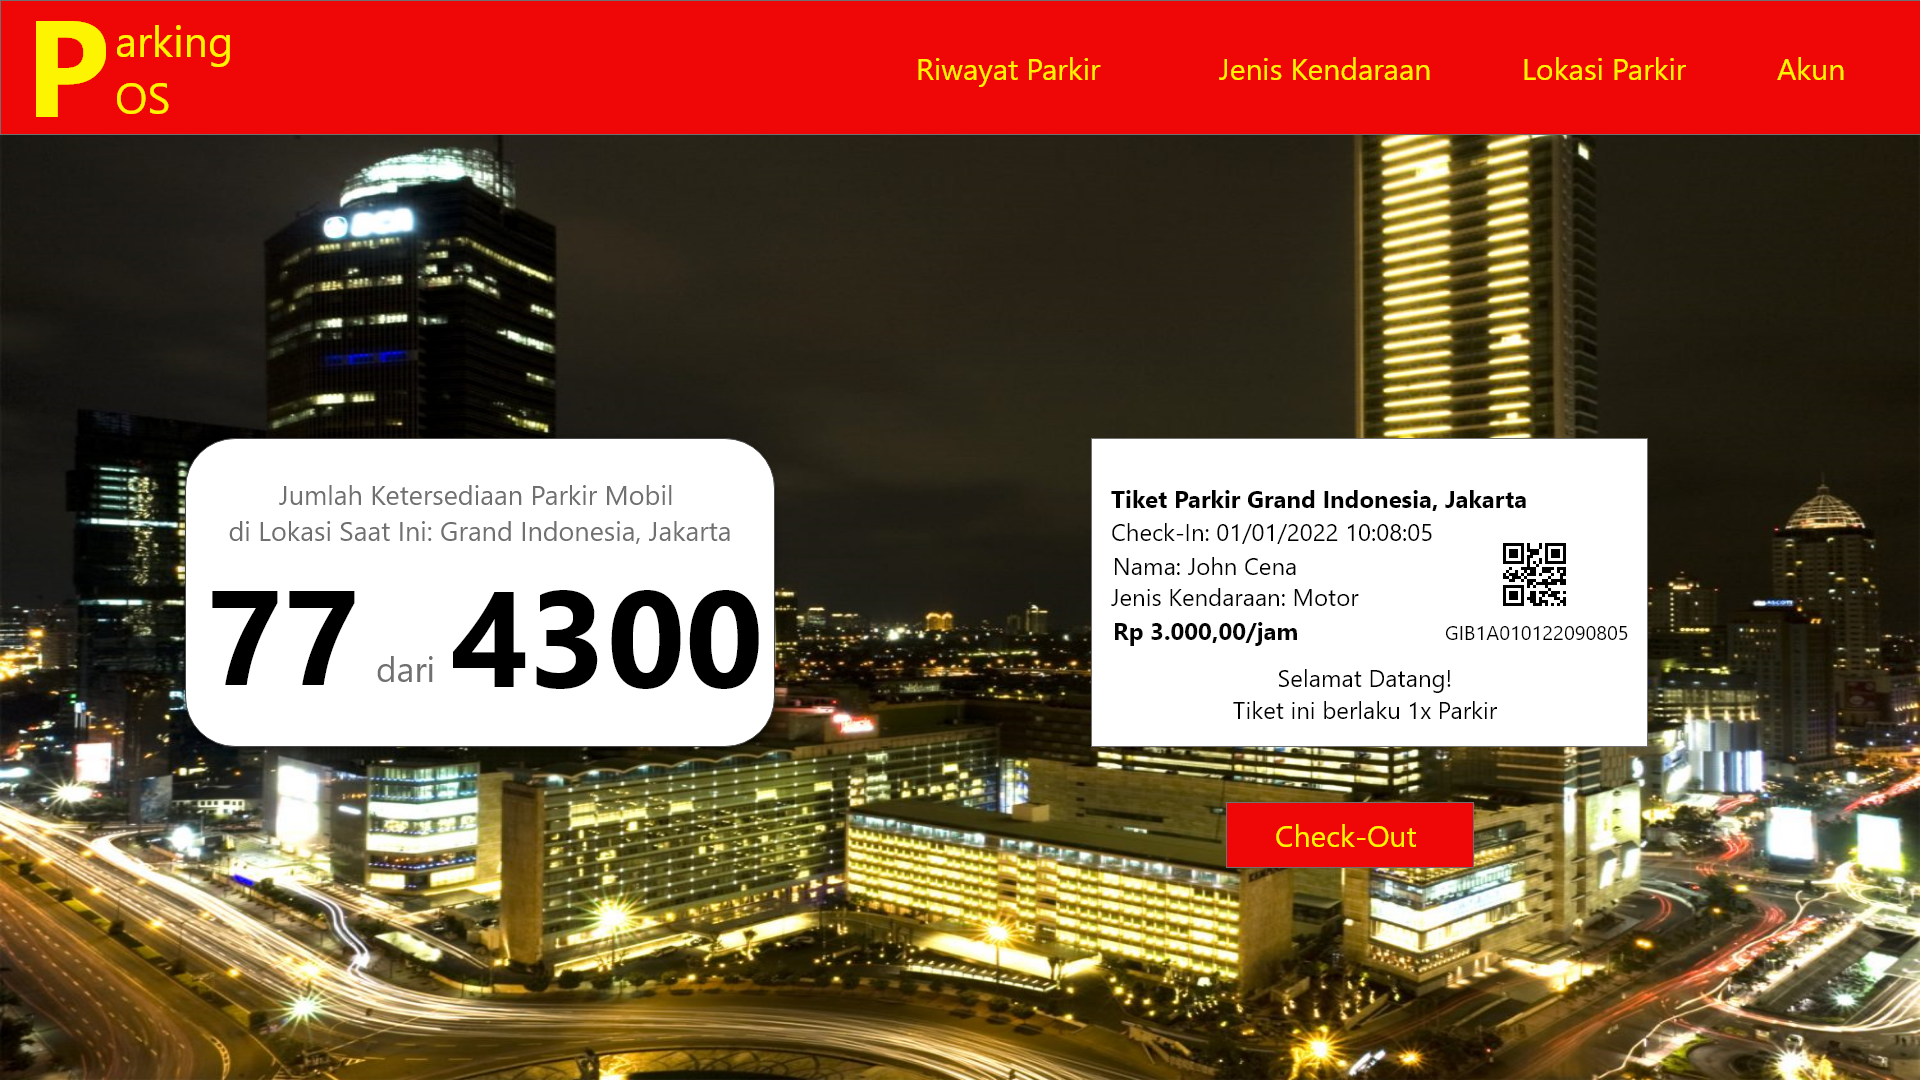 Parking
OS
Riwayat Parkir
Jenis Kendaraan
Lokasi Parkir
Akun
BCA
Jumlah Ketersediaan Parkir Mobil
di Lokasi Saat Ini: Grand Indonesia, Jakarta
77 dari 4300
Tiket Parkir Grand Indonesia, Jakarta
Check-In: 01/01/2022 10:08:05
Nama: John Cena
Jenis Kendaraan: Motor
Rp 3.000,00/jam
GIB1A010122090805
Selamat Datang!
Tiket ini berlaku 1x Parkir
Check-Out